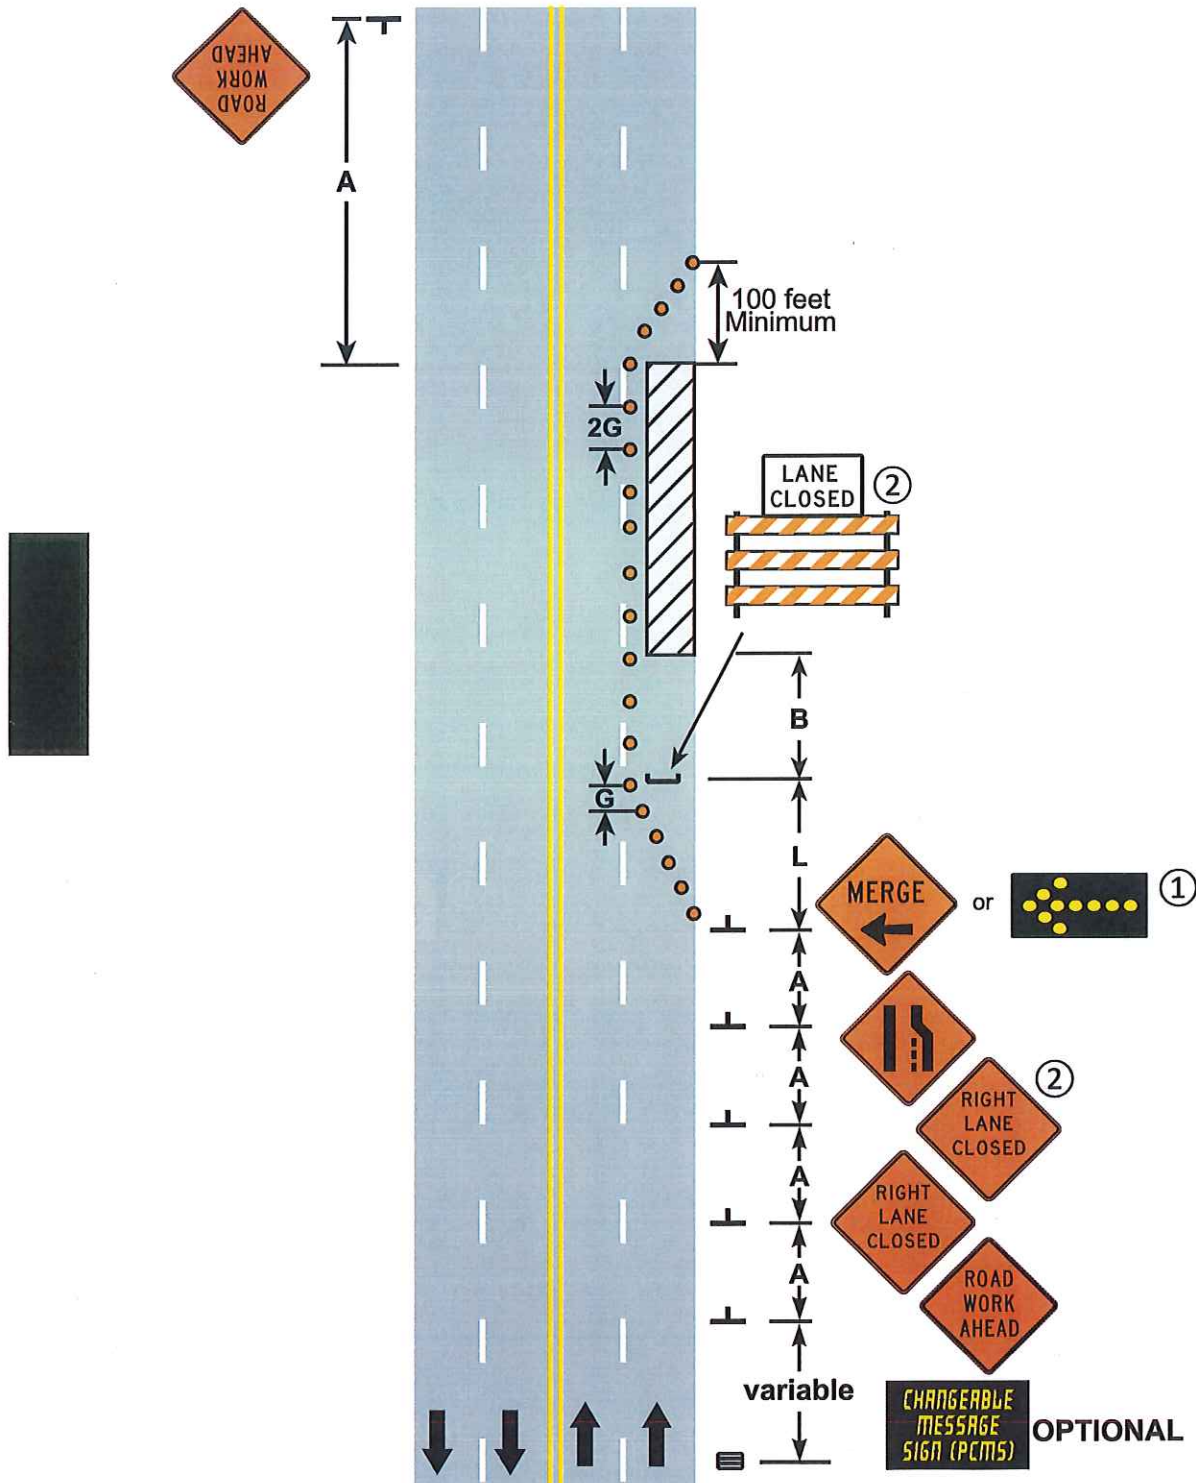 ROAD
WORK
AHEAD
A
100 feet
Minimum
2G
LANE
CLOSED
②
B
G
L
MERGE
or
①
A
A
RIGHT
LANE
CLOSED
②
A
RIGHT
LANE
CLOSED
A
ROAD
WORK
AHEAD
variable
CHANGEABLE
MESSAGE
SIGN (PCMS)
OPTIONAL